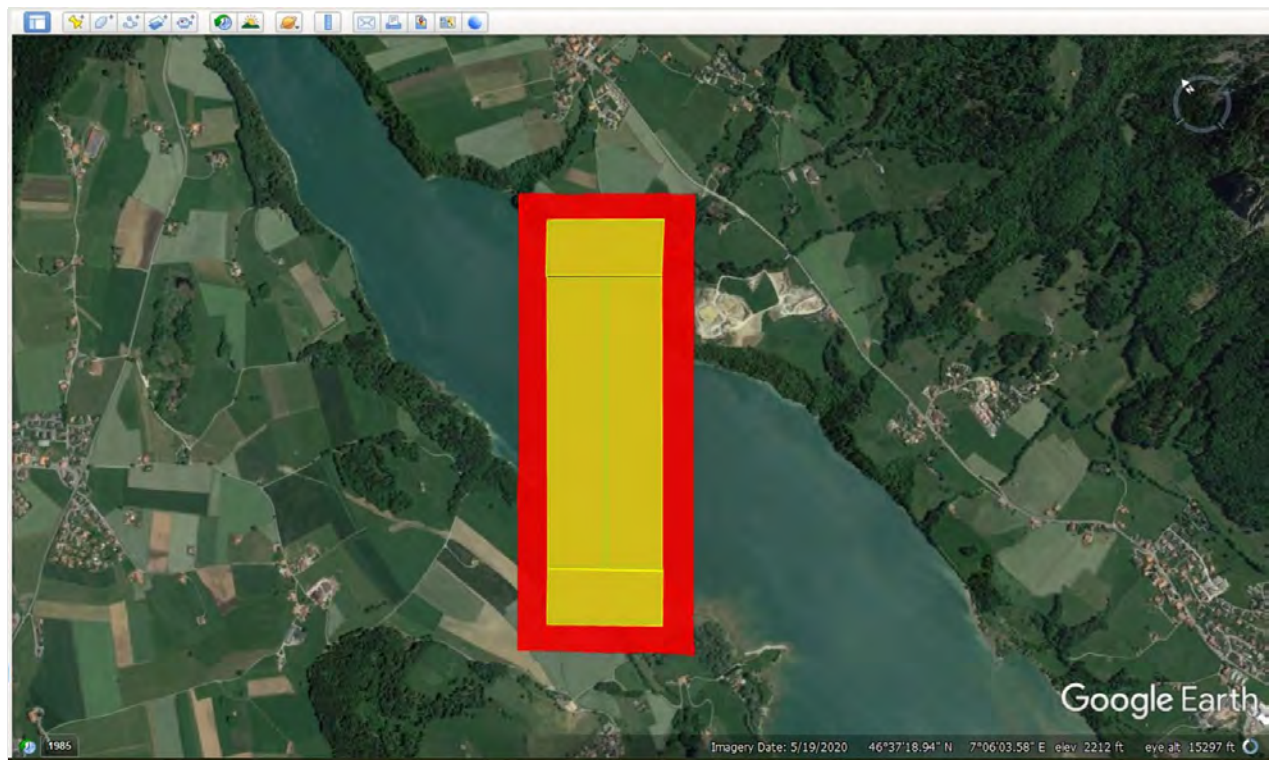 N
Google Earth
1985
Imagery Date: 5/19/2020 46°37'18.94" N 7°06'03.58" E elev 2212 ft eye alt 15297 ft